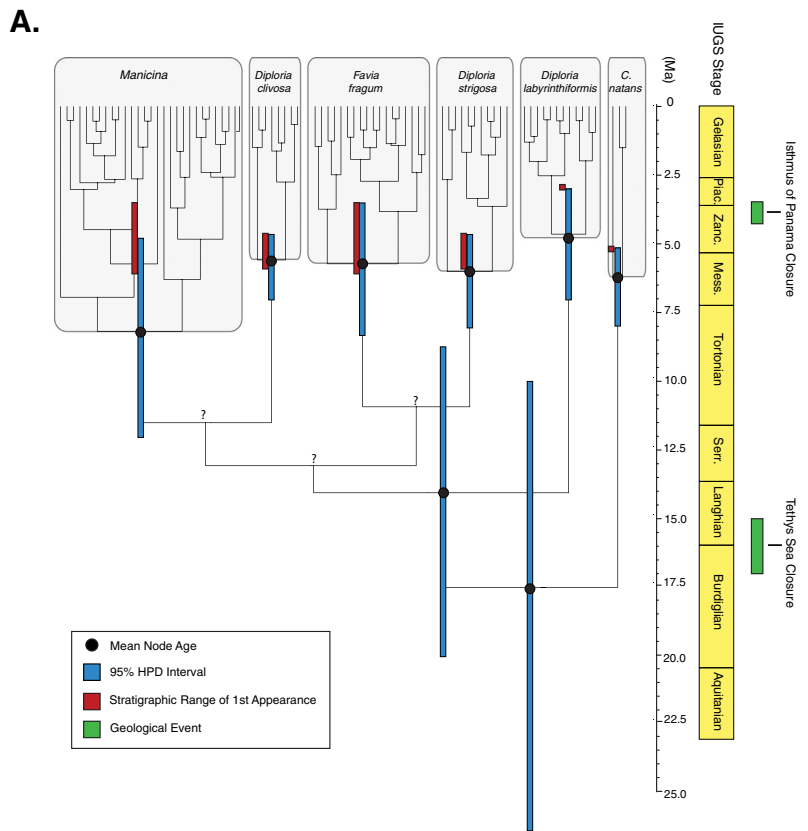 A.
Manicina
Diploria
clivosa
Favia
fragum
Diploria
strigosa
Diploria
labyrinthiformis
C.
natans
(Ma)
IUGS Stage
0
2.5
5.0
7.5
10.0
12.5
15.0
17.5
20.0
22.5
25.0
Gelasian
Piac.
Zanc.
Mess.
Tortonian
Serr.
Langhian
Burdiglian
Aquitanian
Isthmus of Panama Closure
Tethys Sea Closure
?
?
?
Mean Node Age
95% HPD Interval
Stratigraphic Range of 1st Appearance
Geological Event